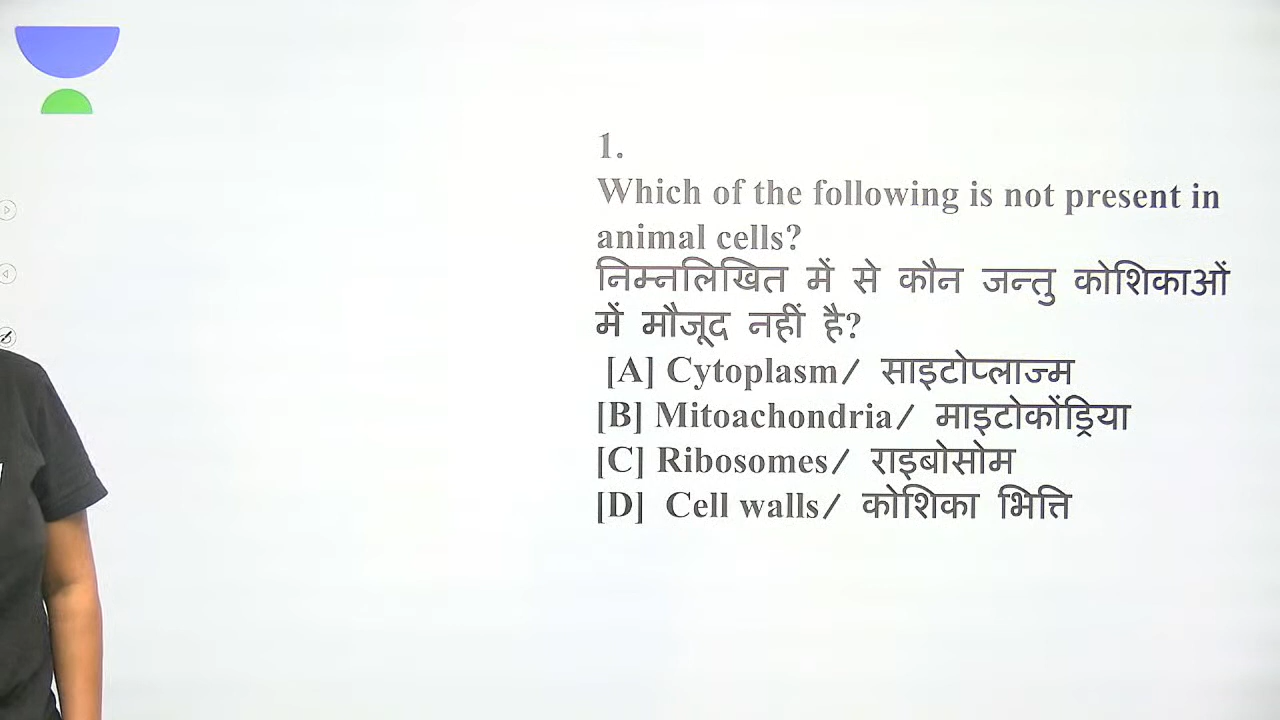 1.
Which of the following is not present in
animal cells?
निम्नलिखित में से कौन जन्तु कोशिकाओं
में मौजूद नहीं है?
[A] Cytoplasm/ साइटोप्लाज्म
[B] Mitoachondria/ माइटोकोंड्रिया
[C] Ribosomes/ राइबोसोम
[D] Cell walls/ कोशिका भित्ति